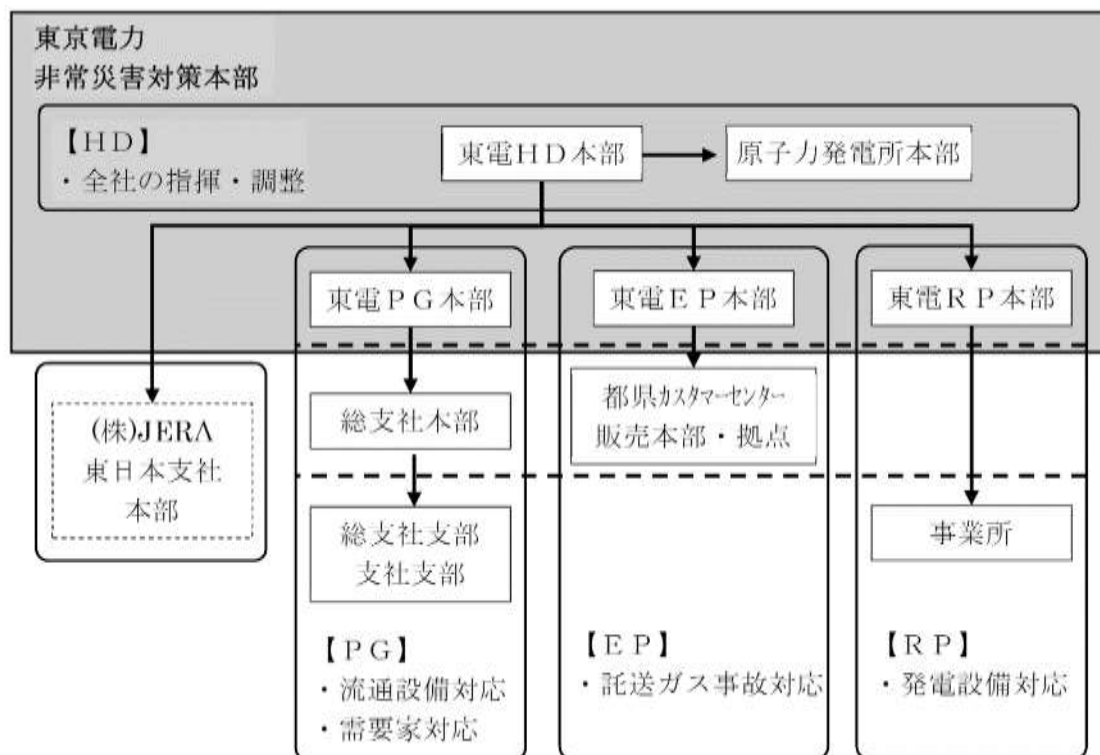 東京電力
非常災害対策本部
【ＨＤ】
・全社の指揮・調整
東電ＨＤ本部
原子力発電所本部
東電ＰＧ本部
東電ＥＰ本部
東電ＲＰ本部
(株)JERA
東日本支社
本部
総支社本部
都県ｶｽﾀﾏｰｾﾝﾀｰ
販売本部・拠点
総支社支部
支社支部
事業所
【ＰＧ】
・流通設備対応
・需要家対応
【ＥＰ】
・託送ガス事故対応
【ＲＰ】
・発電設備対応